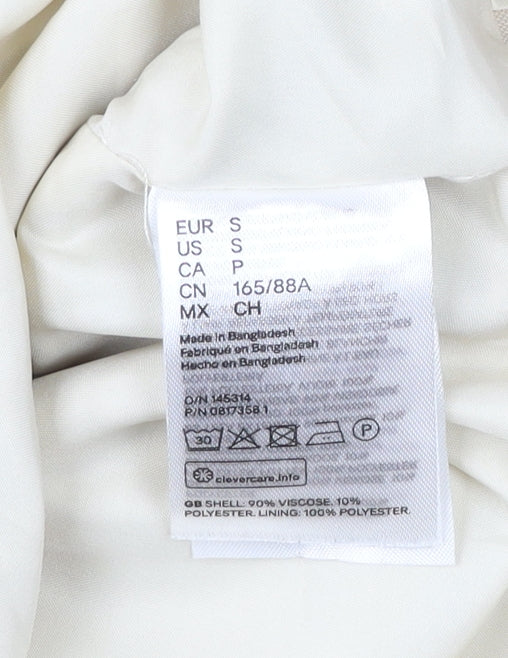 EUR S
US S
CA P
CN 165/88A
MX CH
Made in Bangladesh
Fabriqué en Bangladesh
Hecho en Bangladesh
O/N 145314
P/N 0817358.1
30 P
clevercare.info
GB SHELL: 90% VISCOSE, 10%
POLYESTER. LINING: 100% POLYESTER.